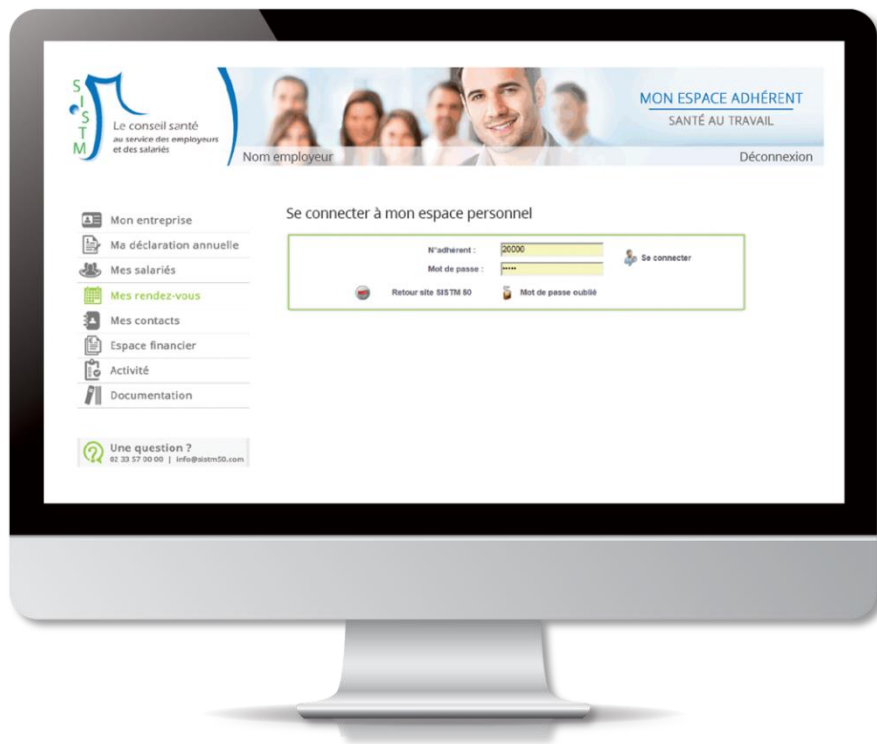 SISTM
Le conseil santé
au service des employeurs
et des salariés
MON ESPACE ADHÉRENT
SANTÉ AU TRAVAIL
Nom employeur
Déconnexion
Mon entreprise
Ma déclaration annuelle
Mes salariés
Mes rendez-vous
Mes contacts
Espace financier
Activité
Documentation
Une question ?
02 33 57 00 00 | info@sistm50.com
Se connecter à mon espace personnel
N°adhérent : 20000
Mot de passe : •••••
Se connecter
Retour site SISTM 50
Mot de passe oublié